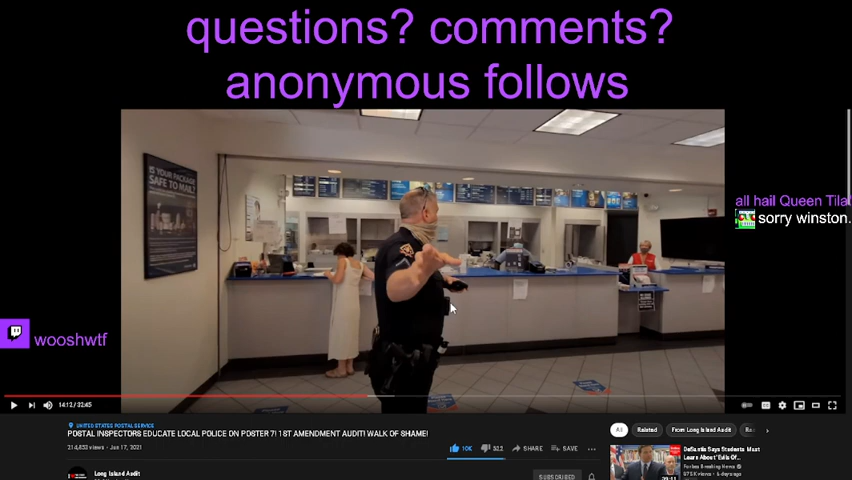 questions? comments?
anonymous follows
IS YOUR PACKAGE
SAFE TO MAIL?
all hail Queen Tila
sorry winston.
wooshwtf
14:12 / 32:45
UNITED STATES POSTAL SERVICE
POSTAL INSPECTORS EDUCATE LOCAL POLICE ON POSTER 7! 1ST AMENDMENT AUDIT! WALK OF SHAME!
214,853 views • Jun 17, 2021
10K
312
SHARE
SAVE
All
Related
From Long Island Audit
DeSantis Says Students Must
Learn About 'Evils Of...
Forbes Breaking News
Long Island Audit
SUBSCRIBED